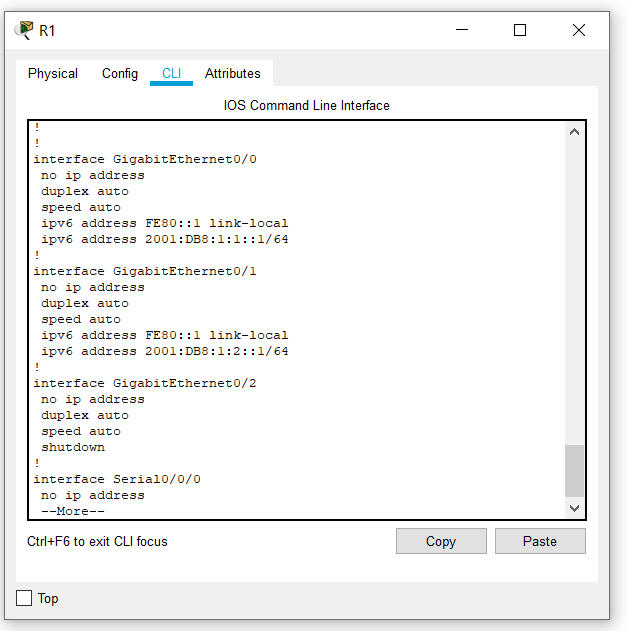 R1
Physical Config CLI Attributes
IOS Command Line Interface
!
!
interface GigabitEthernet0/0
no ip address
duplex auto
speed auto
ipv6 address FE80::1 link-local
ipv6 address 2001:DB8:1:1::1/64
!
interface GigabitEthernet0/1
no ip address
duplex auto
speed auto
ipv6 address FE80::1 link-local
ipv6 address 2001:DB8:1:2::1/64
!
interface GigabitEthernet0/2
no ip address
duplex auto
speed auto
shutdown
!
interface Serial0/0/0
no ip address
--More--
Ctrl+F6 to exit CLI focus
Copy Paste
Top